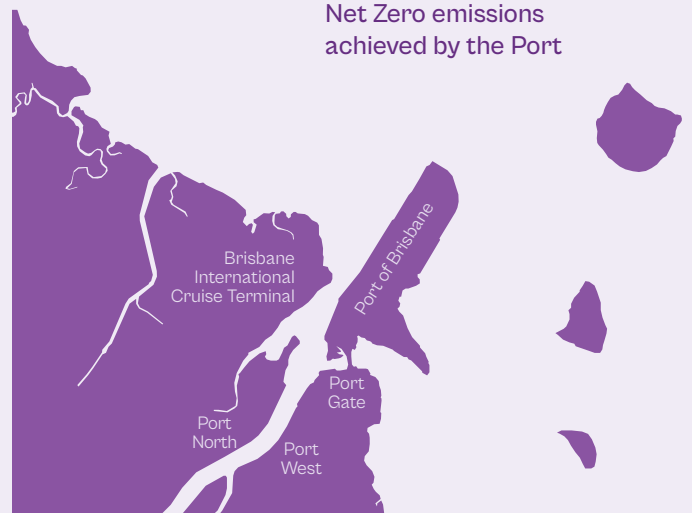 Net Zero emissions
achieved by the Port
Port of Brisbane
Brisbane
International
Cruise Terminal
Port
Gate
Port
North
Port
West